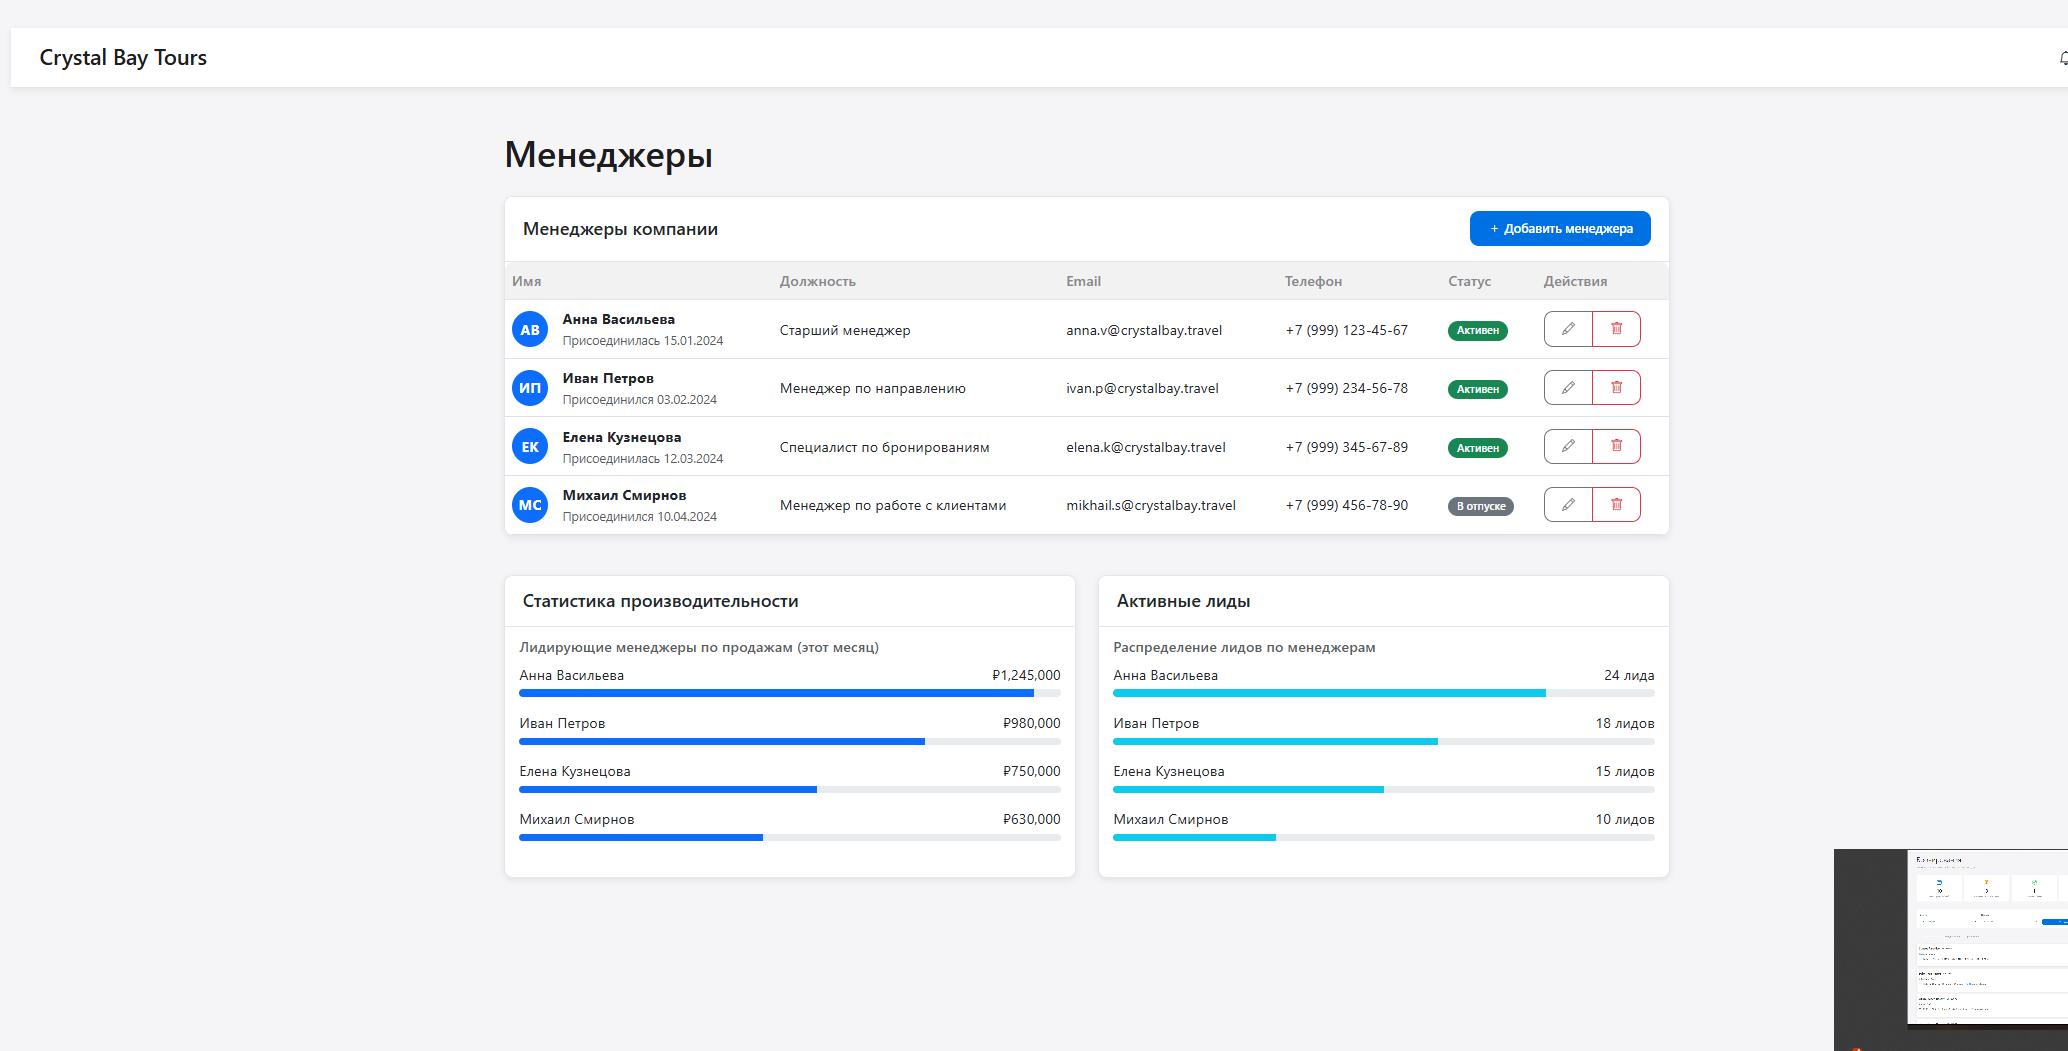 Crystal Bay Tours
Менеджеры
Менеджеры компании
+ Добавить менеджера
Имя Должность Email Телефон Статус Действия
АВ Анна Васильева Старший менеджер anna.v@crystalbay.travel +7 (999) 123-45-67 Активен
Присоединилась 15.01.2024
ИП Иван Петров Менеджер по направлению ivan.p@crystalbay.travel +7 (999) 234-56-78 Активен
Присоединился 03.02.2024
ЕК Елена Кузнецова Специалист по бронированиям elena.k@crystalbay.travel +7 (999) 345-67-89 Активен
Присоединилась 12.03.2024
МС Михаил Смирнов Менеджер по работе с клиентами mikhail.s@crystalbay.travel +7 (999) 456-78-90 В отпуске
Присоединился 10.04.2024
Статистика производительности
Лидирующие менеджеры по продажам (этот месяц)
Анна Васильева ₽1,245,000
Иван Петров ₽980,000
Елена Кузнецова ₽750,000
Михаил Смирнов ₽630,000
Активные лиды
Распределение лидов по менеджерам
Анна Васильева 24 лида
Иван Петров 18 лидов
Елена Кузнецова 15 лидов
Михаил Смирнов 10 лидов